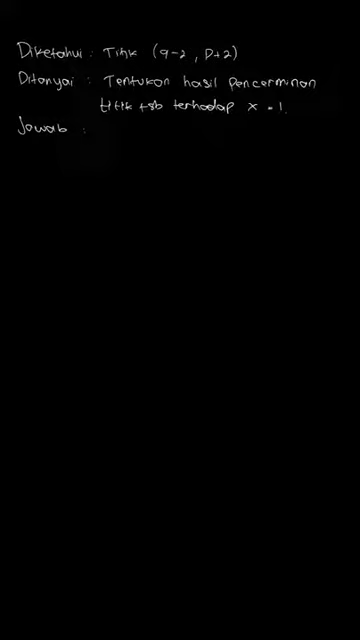 Diketahui : Titik (q-2, p+2)
Ditanyai : Tentukan hasil pencerminan
titik tsb terhadap x = 1.
Jawab :